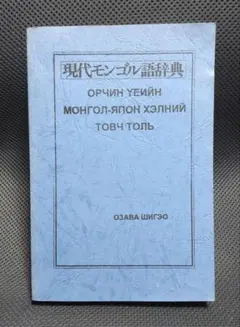 現代モンゴル語辞典
ОРЧИН ҮЕИЙН
МОНГОЛ-ЯПОН ХЭЛНИЙ
ТОВЧ ТОЛЬ
ОЗАВА ШИГЭО